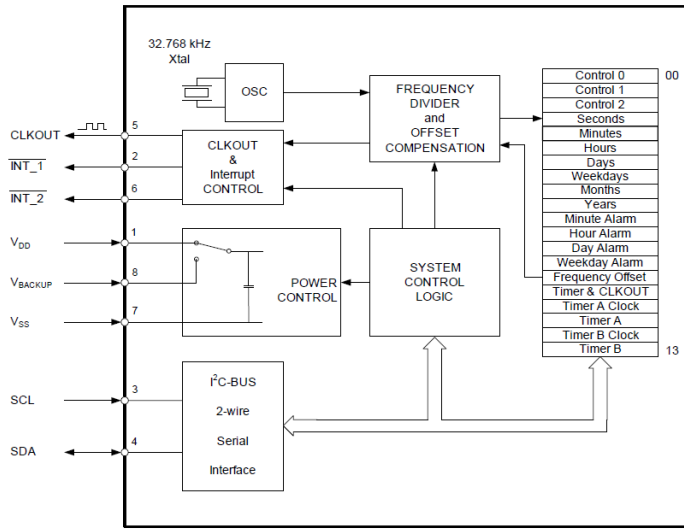 32.768 kHz
Xtal
OSC
FREQUENCY
DIVIDER
and
OFFSET
COMPENSATION
Control 0
00
Control 1
Control 2
Seconds
Minutes
Hours
Days
Weekdays
Months
Years
Minute Alarm
Hour Alarm
Day Alarm
Weekday Alarm
Frequency Offset
Timer & CLKOUT
Timer A Clock
Timer A
Timer B Clock
Timer B
13
CLKOUT
5
INT_1
2
INT_2
6
CLKOUT
&
Interrupt
CONTROL
VDD
1
VBACKUP
8
VSS
7
POWER
CONTROL
SYSTEM
CONTROL
LOGIC
SCL
3
SDA
4
I²C-BUS
2-wire
Serial
Interface